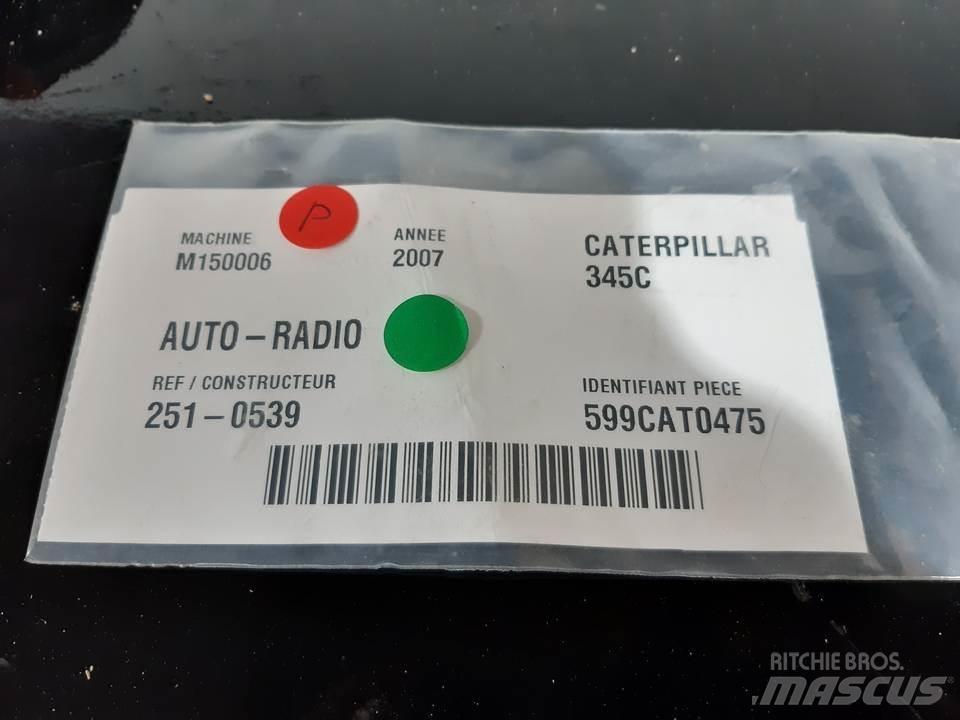 P
MACHINE
M150006
ANNEE
2007
CATERPILLAR
345C
AUTO-RADIO
REF / CONSTRUCTEUR
251-0539
IDENTIFIANT PIECE
599CAT0475
RITCHIE BROS.
MASCUS